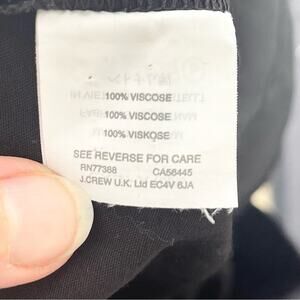 100% VISCOSE
100% VISCOSE
100% VISKOSE
SEE REVERSE FOR CARE
RN77388 CA56445
J.CREW U.K. Ltd EC4V 6JA